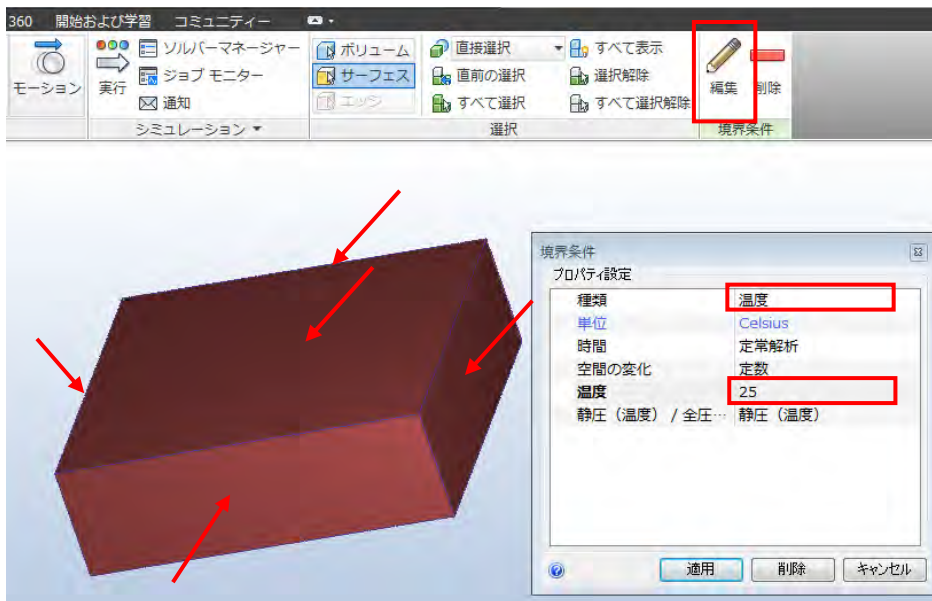 360 開始および学習 コミュニティー
モーション
実行
ソルバーマネージャー
ジョブ モニター
通知
シミュレーション
ボリューム
サーフェス
エッジ
直接選択
直前の選択
すべて選択
すべて表示
選択解除
すべて選択解除
選択
編集
削除
境界条件
境界条件
プロパティ設定
種類 温度
単位 Celsius
時間 定常解析
空間の変化 定数
温度 25
静圧（温度） / 全圧… 静圧（温度）
適用
削除
キャンセル